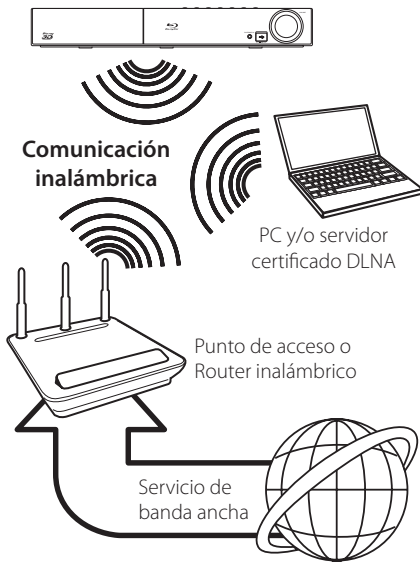 Comunicación
inalámbrica
PC y/o servidor
certificado DLNA
Punto de acceso o
Router inalámbrico
Servicio de
banda ancha